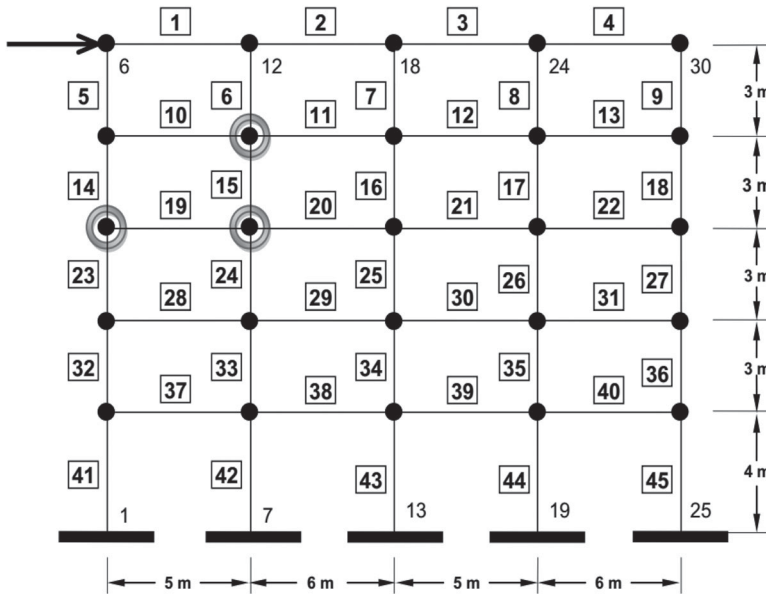 1 2 3 4
6 12 18 24 30
5 6 7 8 9
3 m
10 11 12 13
14 15 16 17 18
3 m
19 20 21 22
23 24 25 26 27
3 m
28 29 30 31
32 33 34 35 36
3 m
37 38 39 40
41 42 43 44 45
4 m
1 7 13 19 25
5 m 6 m 5 m 6 m